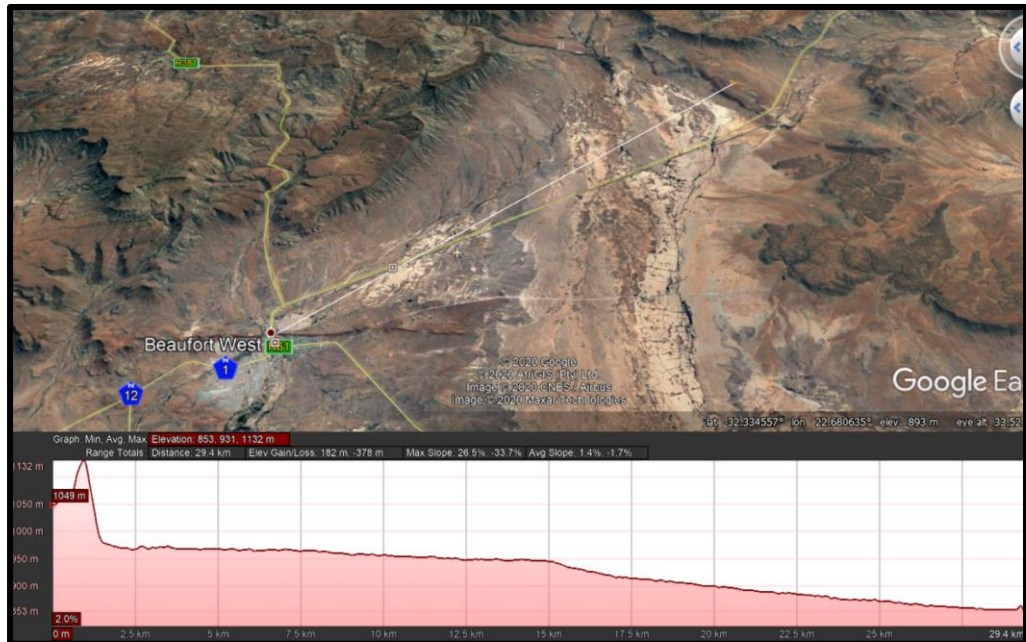 R381
Beaufort West
R61
N
1
N
12
© 2020 Google
© 2020 AfriGIS (Pty) Ltd.
Image © 2020 CNES / Airbus
Image © 2020 Maxar Technologies
Google Ea
lat -32.334557° lon 22.680635° elev 893 m eye alt 33.52
Graph: Min, Avg, Max Elevation: 853, 931, 1132 m
Range Totals Distance: 29.4 km Elev Gain/Loss: 182 m, -378 m Max Slope: 26.5%, -33.7% Avg Slope: 1.4%, -1.7%
1132 m
1049 m
1050 m
1000 m
950 m
900 m
853 m
2.0%
0 m 2.5 km 5 km 7.5 km 10 km 12.5 km 15 km 17.5 km 20 km 22.5 km 25 km 29.4 km